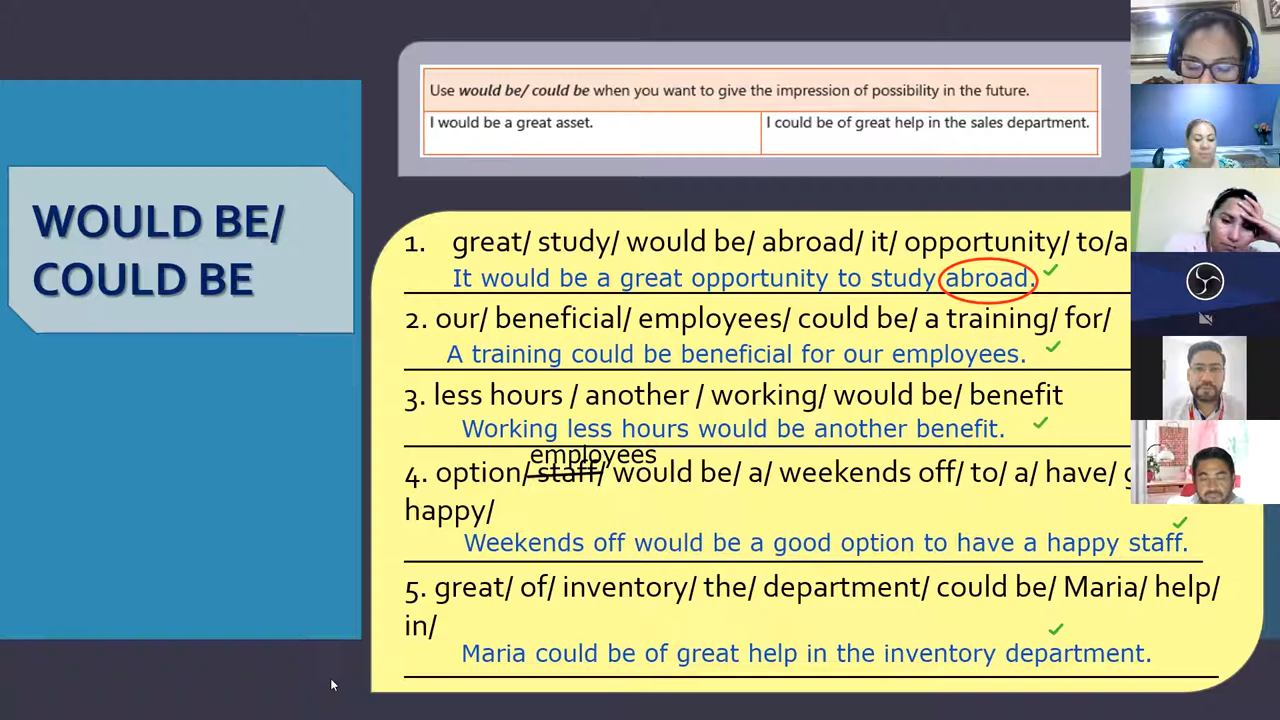 Use would be/ could be when you want to give the impression of possibility in the future.
I would be a great asset.
I could be of great help in the sales department.
WOULD BE/
COULD BE
1. great/ study/ would be/ abroad/ it/ opportunity/ to/a
It would be a great opportunity to study abroad.
2. our/ beneficial/ employees/ could be/ a training/ for/
A training could be beneficial for our employees.
3. less hours / another / working/ would be/ benefit
Working less hours would be another benefit.
employees
4. option/ staff/ would be/ a/ weekends off/ to/ a/ have/
happy/
Weekends off would be a good option to have a happy staff.
5. great/ of/ inventory/ the/ department/ could be/ Maria/ help/
in/
Maria could be of great help in the inventory department.